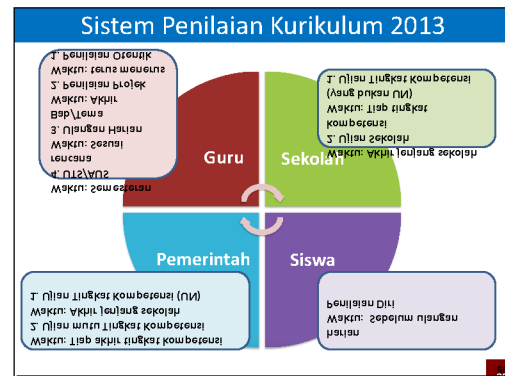 Sistem Penilaian Kurikulum 2013
1. Penilaian Otentik
Waktu: terus menerus
2. Penilaian Projek
Waktu: Akhir
Bab/Tema
3. Ulangan Harian
Waktu: Sesuai
rencana
4. UTS/AUS
Waktu: Semesteran
Guru
1. Ujian Tingkat Kompetensi
(yang bukan UN)
Waktu: Tiap tingkat
kompetensi
2. Ujian Sekolah
Waktu: Akhir jenjang sekolah
Sekolah
Pemerintah
1. Ujian Tingkat Kompetensi (UN)
Waktu: Akhir jenjang sekolah
2. Ujian mutu Tingkat Kompetensi
Waktu: Tiap akhir tingkat kompetensi
Siswa
Penilaian Diri
Waktu: Sebelum ulangan
harian